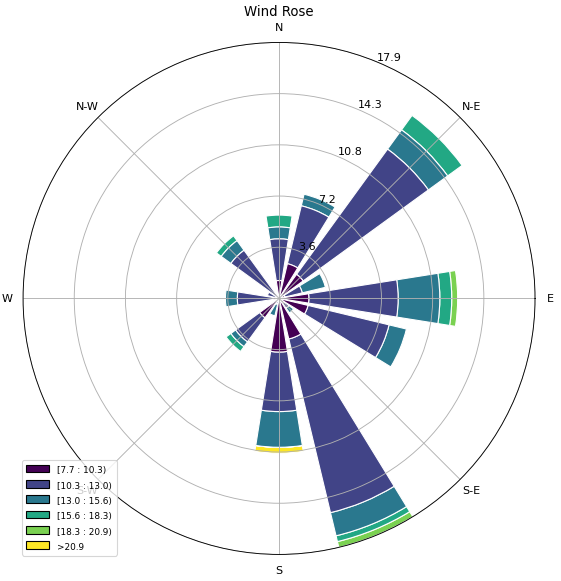 Wind Rose
N
17.9
N-W
14.3
N-E
10.8
7.2
3.6
W
E
[7.7 : 10.3)
[10.3 : 13.0)
S-W
S-E
[13.0 : 15.6)
[15.6 : 18.3)
[18.3 : 20.9)
>20.9
S